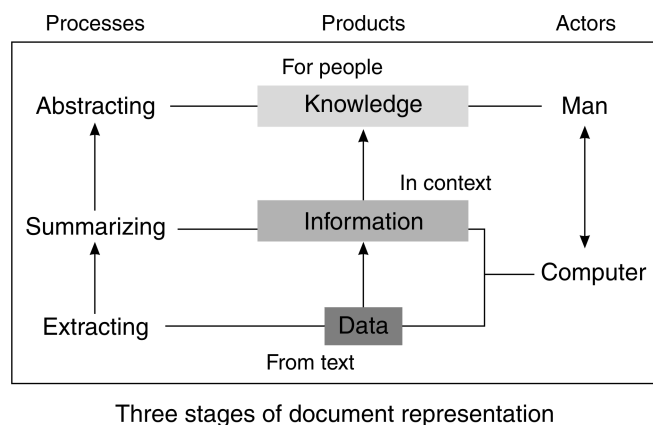 Processes Products Actors
For people
Abstracting Knowledge Man
In context
Summarizing Information
Computer
Extracting Data
From text
Three stages of document representation